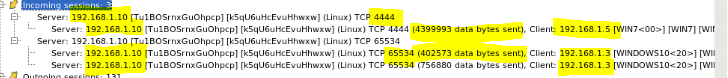 Incoming sessions: 3
Server: 192.168.1.10 [Tu1BOSrnxGuOhpcp] [k5qU6uHcEvuHhwxw] (Linux) TCP 4444
Server: 192.168.1.10 [Tu1BOSrnxGuOhpcp] [k5qU6uHcEvuHhwxw] (Linux) TCP 4444 (4399993 data bytes sent), Client: 192.168.1.5 [WIN7<00>] [WIN7] [WIN
Server: 192.168.1.10 [Tu1BOSrnxGuOhpcp] [k5qU6uHcEvuHhwxw] (Linux) TCP 65534
Server: 192.168.1.10 [Tu1BOSrnxGuOhpcp] [k5qU6uHcEvuHhwxw] (Linux) TCP 65534 (402573 data bytes sent), Client: 192.168.1.3 [WINDOWS10<20>] [WI
Server: 192.168.1.10 [Tu1BOSrnxGuOhpcp] [k5qU6uHcEvuHhwxw] (Linux) TCP 65534 (756880 data bytes sent), Client: 192.168.1.3 [WINDOWS10<20>] [WI
Outgoing sessions: 131